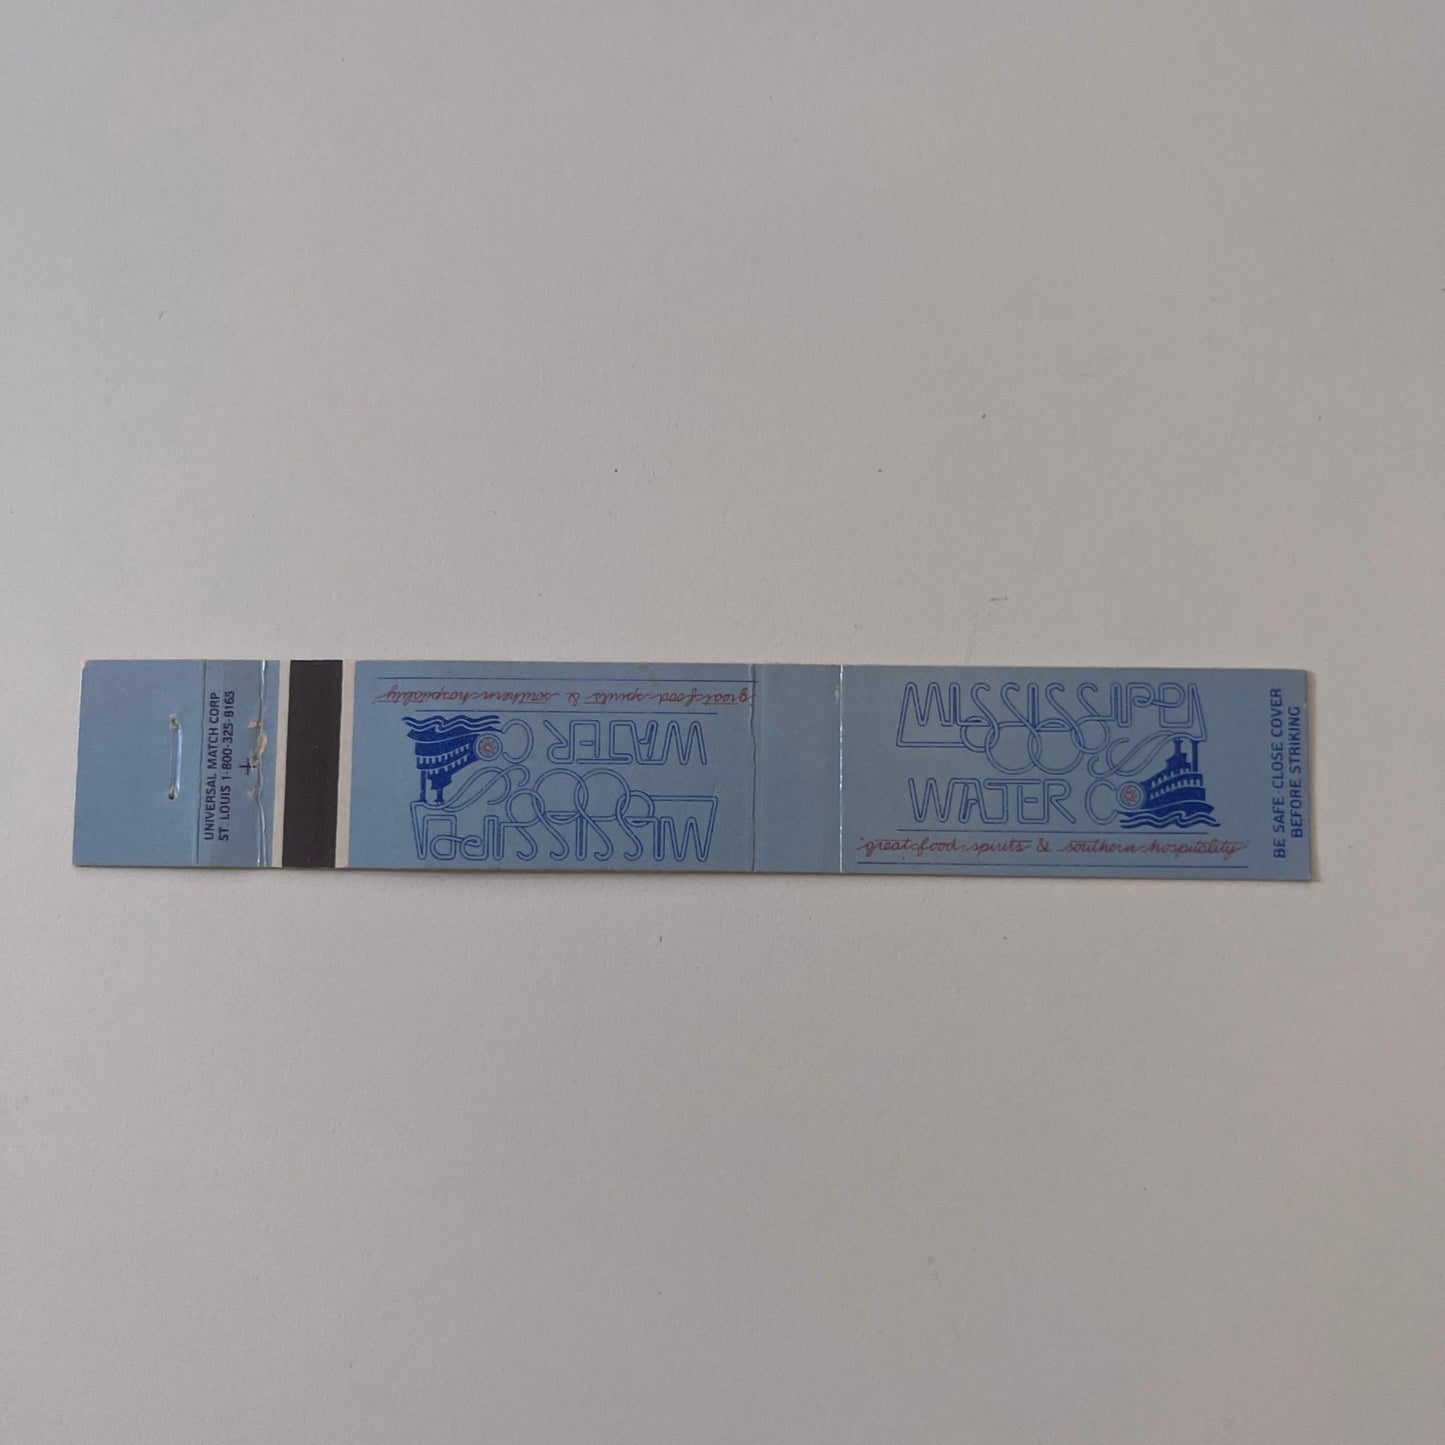 UNIVERSAL MATCH CORP.
ST. LOUIS 1-800-325-8165
MISSISSIPPI
WATER CO
"great food spirits & southern hospitality"
MISSISSIPPI
WATER CO
"great food spirits & southern hospitality"
BE SAFE. CLOSE COVER
BEFORE STRIKING